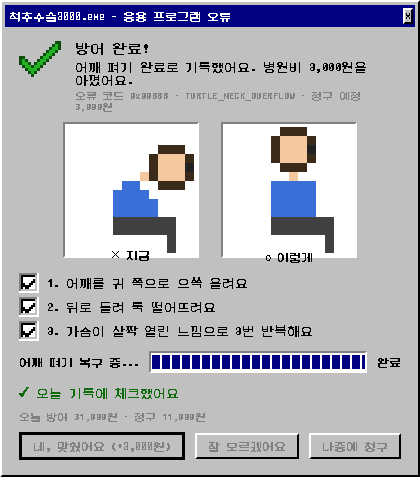 척추수술3000.exe - 응용 프로그램 오류
방어 완료!
어깨 펴기 완료로 기록했어요. 병원비 3,000원을
아꼈어요.
오류 코드 0x00BBB · TURTLE_NECK_OVERFLOW · 청구 예정
3,000원
× 지금
○ 이렇게
1. 어깨를 귀 쪽으로 으쓱 올려요
2. 뒤로 돌려 툭 떨어뜨려요
3. 가슴이 살짝 열린 느낌으로 3번 반복해요
어깨 펴기 복구 중... 완료
✓ 오늘 기록에 체크했어요
오늘 방어 31,000원 · 청구 11,000원
네, 맞았어요 (+3,000원)
잘 모르겠어요
나중에 청구